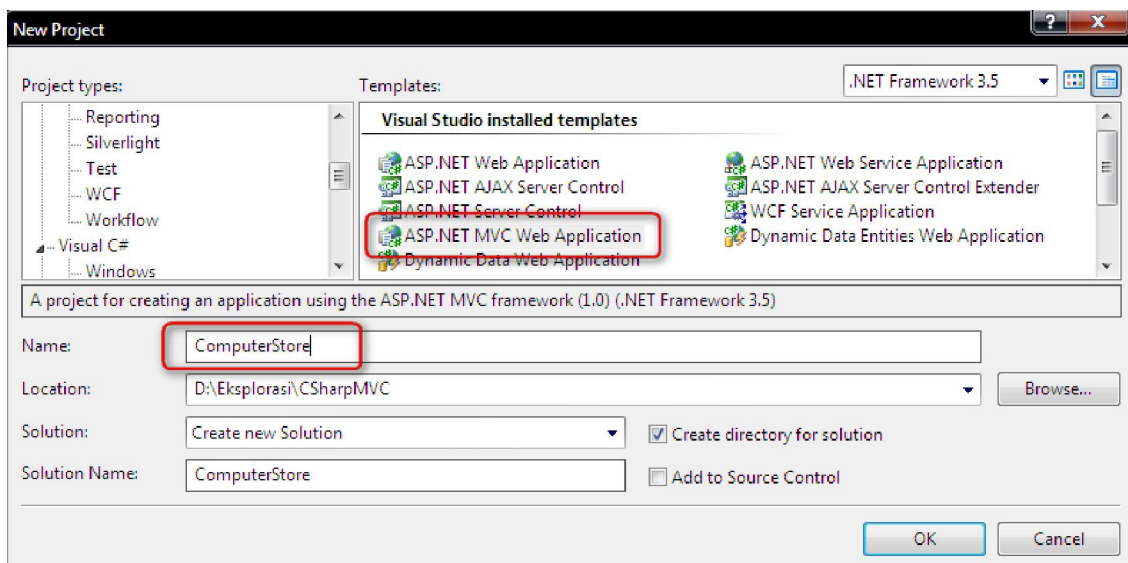 New Project
Project types:
Templates:
.NET Framework 3.5
Reporting
Silverlight
Test
WCF
Workflow
Visual C#
Windows
Visual Studio installed templates
ASP.NET Web Application
ASP.NET Web Service Application
ASP.NET AJAX Server Control
ASP.NET AJAX Server Control Extender
ASP.NET Server Control
WCF Service Application
ASP.NET MVC Web Application
Dynamic Data Entities Web Application
Dynamic Data Web Application
A project for creating an application using the ASP.NET MVC framework (1.0) (.NET Framework 3.5)
Name:
ComputerStore
Location:
D:\Eksplorasi\CSharpMVC
Browse...
Solution:
Create new Solution
Create directory for solution
Solution Name:
ComputerStore
Add to Source Control
OK
Cancel